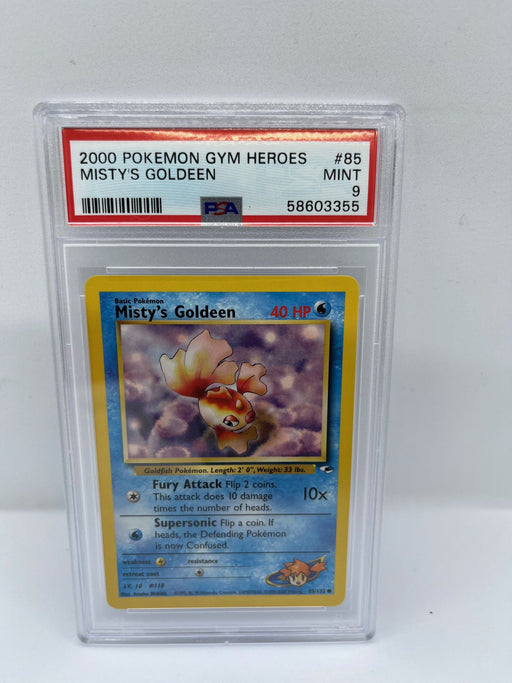 2000 POKEMON GYM HEROES #85
MISTY'S GOLDEEN MINT
9
PSA 58603355
Basic Pokémon
Misty's Goldeen 40 HP
Goldfish Pokémon. Length: 2' 0", Weight: 33 lbs.
Fury Attack Flip 2 coins.
This attack does 10 damage 10x
times the number of heads.
Supersonic Flip a coin. If
heads, the Defending Pokémon
is now Confused.
weakness resistance
retreat cost
LV. 10 #118
85/132